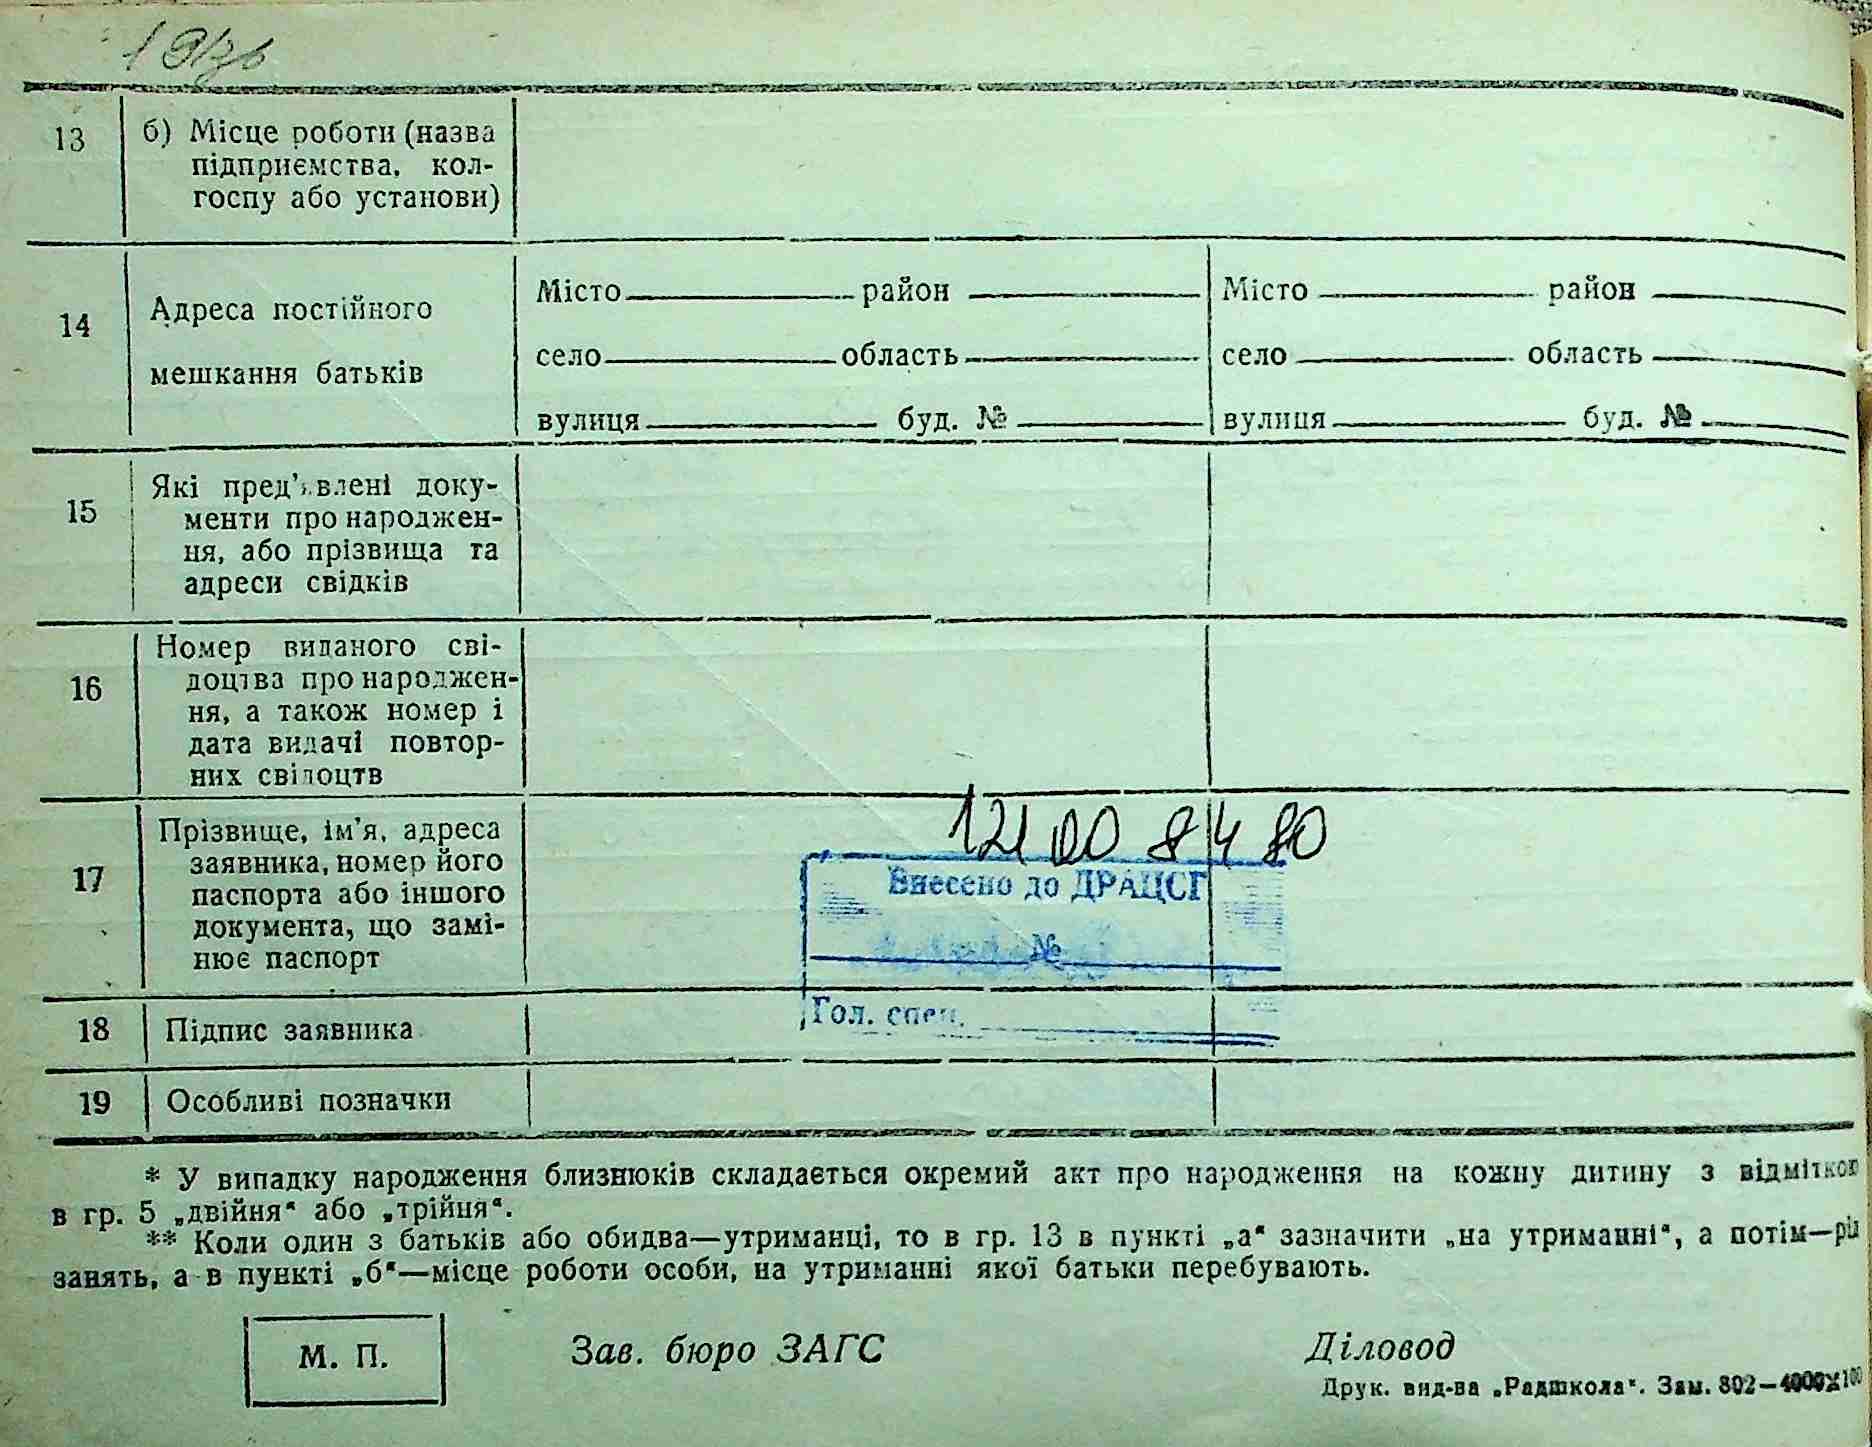 13
б) Місце роботи (назва
підприємства, кол-
госпу або установи)
14
Адреса постійного
мешкання батьків
Місто район
село область
вулиця буд. №
Місто район
село область
вулиця буд. №
15
Які пред'явлені доку-
менти про народжен-
ня, або прізвища та
адреси свідків
16
Номер виданого сві-
доцтва про народжен-
ня, а також номер і
дата видачі повтор-
них свідоцтв
17
Прізвище, ім'я, адреса
заявника, номер його
паспорта або іншого
документа, що замі-
нює паспорт
121 00 8480
Внесено до ДРАЦСГ
№
Гол. спец.
18
Підпис заявника
19
Особливі позначки
* У випадку народження близнюків складається окремий акт про народження на кожну дитину з відміткою
в гр. 5 „двійня“ або „трійня“.
** Коли один з батьків або обидва—утриманці, то в гр. 13 в пункті „а“ зазначити „на утриманні“, а потім—рід
занять, а в пункті „б“—місце роботи особи, на утриманні якої батьки перебувають.
М. П.
Зав. бюро ЗАГС
Діловод
Друк. вид-ва „Радшкола“. Зам. 802—4000×100